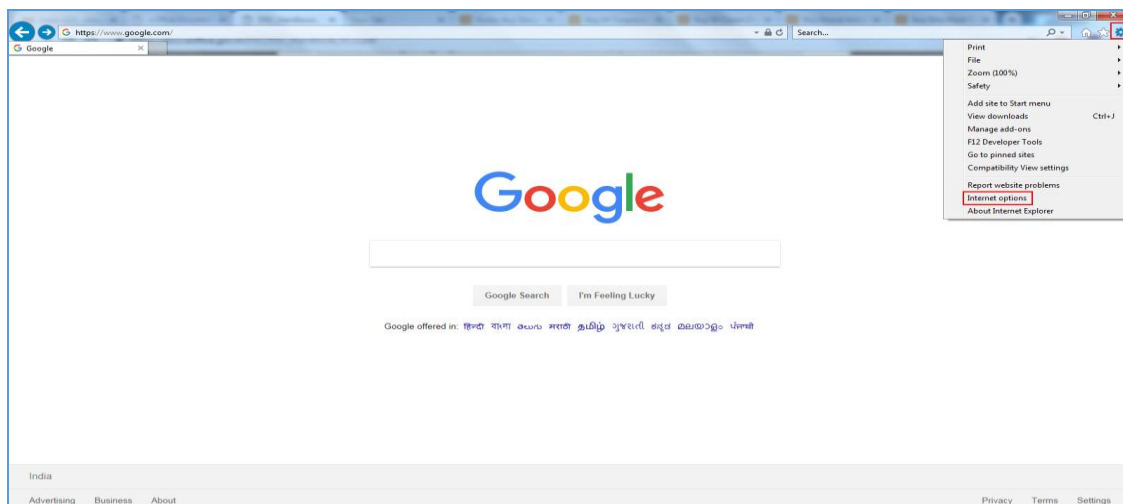 https://www.google.com/
Search...
Google
Print
File
Zoom (100%)
Safety
Add site to Start menu
View downloads Ctrl+J
Manage add-ons
F12 Developer Tools
Go to pinned sites
Compatibility View settings
Report website problems
Internet options
About Internet Explorer
Google
Google Search I'm Feeling Lucky
Google offered in: हिन्दी বাংলা తెలుగు मराठी தமிழ் ગુજરાતી ಕನ್ನಡ മലയാളം ਪੰਜਾਬੀ
India
Advertising Business About Privacy Terms Settings